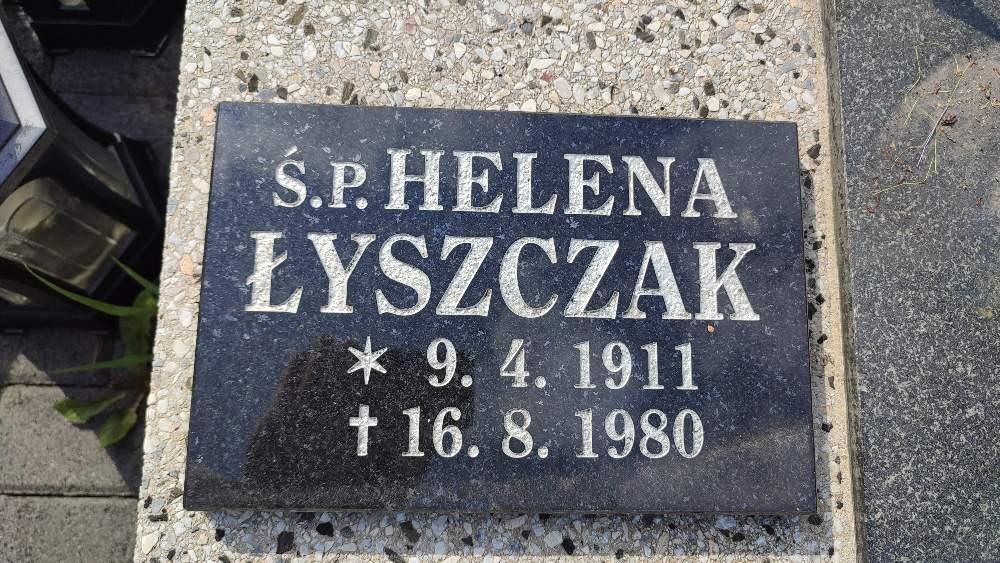 Ś.P. HELENA
ŁYSZCZAK
* 9. 4. 1911
✝ 16. 8. 1980